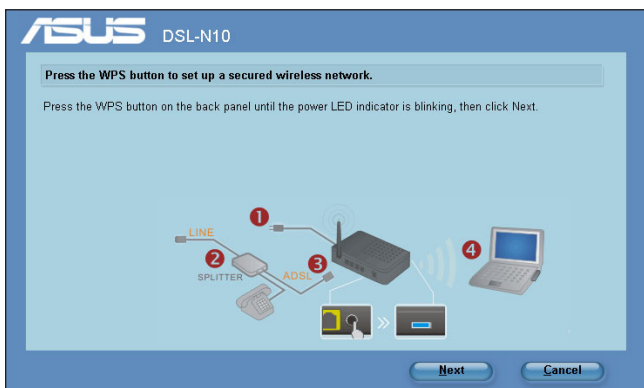 ASUS DSL-N10
Press the WPS button to set up a secured wireless network.
Press the WPS button on the back panel until the power LED indicator is blinking, then click Next.
1
LINE
2
SPLITTER
3
ADSL
4
»
Next Cancel